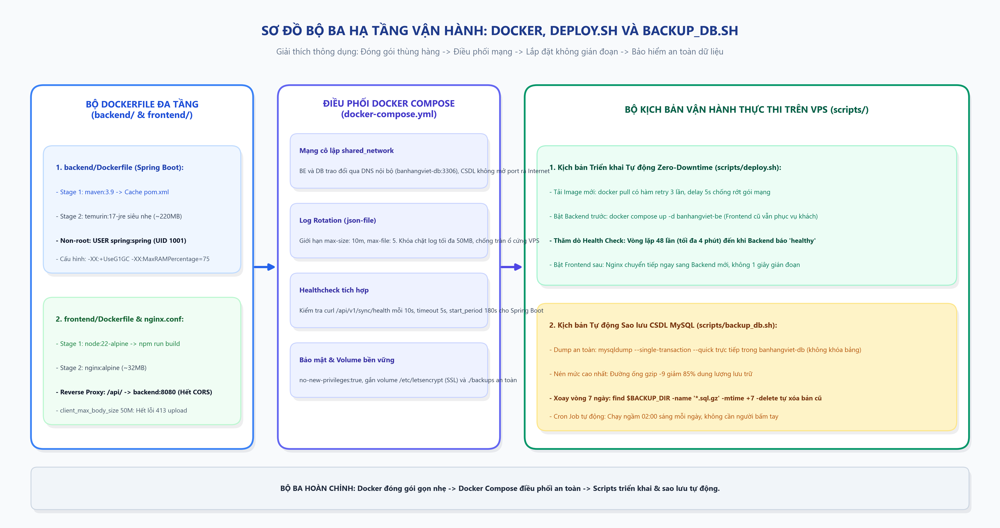 SƠ ĐỒ BỘ BA HẠ TẦNG VẬN HÀNH: DOCKER, DEPLOY.SH VÀ BACKUP_DB.SH
Giải thích thông dụng: Đóng gói thùng hàng -> Điều phối mạng -> Lắp đặt không gián đoạn -> Bảo hiểm an toàn dữ liệu
BỘ DOCKERFILE ĐA TẦNG
(backend/ & frontend/)
1. backend/Dockerfile (Spring Boot):
- Stage 1: maven:3.9 -> Cache pom.xml
- Stage 2: temurin:17-jre siêu nhẹ (~220MB)
- Non-root: USER spring:spring (UID 1001)
- Cấu hình: -XX:+UseG1GC -XX:MaxRAMPercentage=75
2. frontend/Dockerfile & nginx.conf:
- Stage 1: node:22-alpine -> npm run build
- Stage 2: nginx:alpine (~32MB)
- Reverse Proxy: /api/ -> backend:8080 (Hết CORS)
- client_max_body_size 50M: Hết lỗi 413 upload
ĐIỀU PHỐI DOCKER COMPOSE
(docker-compose.yml)
Mạng cô lập shared_network
BE và DB trao đổi qua DNS nội bộ (banhangviet-db:3306), CSDL không mở port ra Internet
Log Rotation (json-file)
Giới hạn max-size: 10m, max-file: 5. Khóa chặt log tối đa 50MB, chống tràn ổ cứng VPS
Healthcheck tích hợp
Kiểm tra curl /api/v1/sync/health mỗi 10s, timeout 5s, start_period 180s cho Spring Boot
Bảo mật & Volume bền vững
no-new-privileges:true, gắn volume /etc/letsencrypt (SSL) và ./backups an toàn
BỘ KỊCH BẢN VẬN HÀNH THỰC THI TRÊN VPS (scripts/)
1. Kịch bản Triển khai Tự động Zero-Downtime (scripts/deploy.sh):
- Tải Image mới: docker pull có hàm retry 3 lần, delay 5s chống rớt gói mạng
- Bật Backend trước: docker compose up -d banhangviet-be (Frontend cũ vẫn phục vụ khách)
- Thăm dò Health Check: Vòng lặp 48 lần (tối đa 4 phút) đến khi Backend báo 'healthy'
- Bật Frontend sau: Nginx chuyển tiếp ngay sang Backend mới, không 1 giây gián đoạn
2. Kịch bản Tự động Sao lưu CSDL MySQL (scripts/backup_db.sh):
- Dump an toàn: mysqldump --single-transaction --quick trực tiếp trong banhangviet-db (không khóa bảng)
- Nén mức cao nhất: Đường ống gzip -9 giảm 85% dung lượng lưu trữ
- Xoay vòng 7 ngày: find $BACKUP_DIR -name '*.sql.gz' -mtime +7 -delete tự xóa bản cũ
- Cron Job tự động: Chạy ngầm 02:00 sáng mỗi ngày, không cần người bấm tay
BỘ BA HOÀN CHỈNH: Docker đóng gói gọn nhẹ -> Docker Compose điều phối an toàn -> Scripts triển khai & sao lưu tự động.